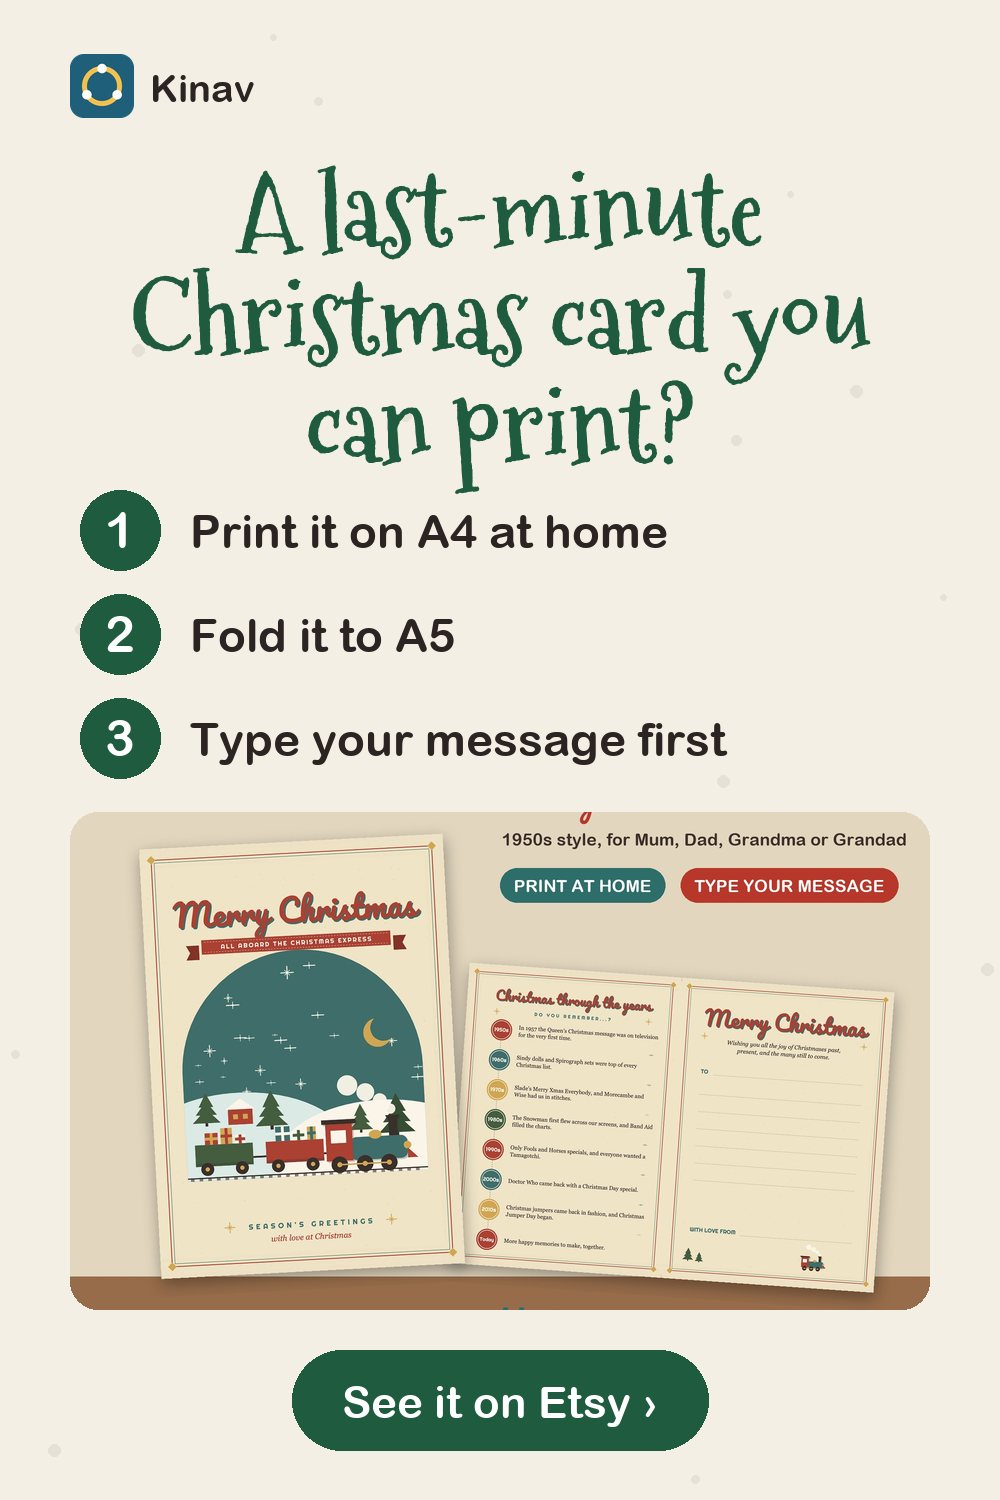 Kinav
A last-minute
Christmas card you
can print?
1 Print it on A4 at home
2 Fold it to A5
3 Type your message first
1950s style, for Mum, Dad, Grandma or Grandad
PRINT AT HOME
TYPE YOUR MESSAGE
Merry Christmas
ALL ABOARD THE CHRISTMAS EXPRESS
SEASON'S GREETINGS
with love at Christmas
Christmas through the years
DO YOU REMEMBER...?
1950s In 1957 the Queen's Christmas message was on television
for the very first time.
1960s Sindy dolls and Spirograph sets were top of every
Christmas list.
1970s Slade's Merry Xmas Everybody, and Morecambe and
Wise had us in stitches.
1980s The Snowman first flew across our screens, and Band Aid
filled the charts.
1990s Only Fools and Horses specials, and everyone wanted a
Tamagotchi.
2000s Doctor Who came back with a Christmas Day special.
2010s Christmas jumpers came back in fashion, and Christmas
Jumper Day began.
Today More happy memories to make, together.
Merry Christmas
Wishing you all the joy of Christmases past,
present, and the many still to come.
TO
WITH LOVE FROM
See it on Etsy ›